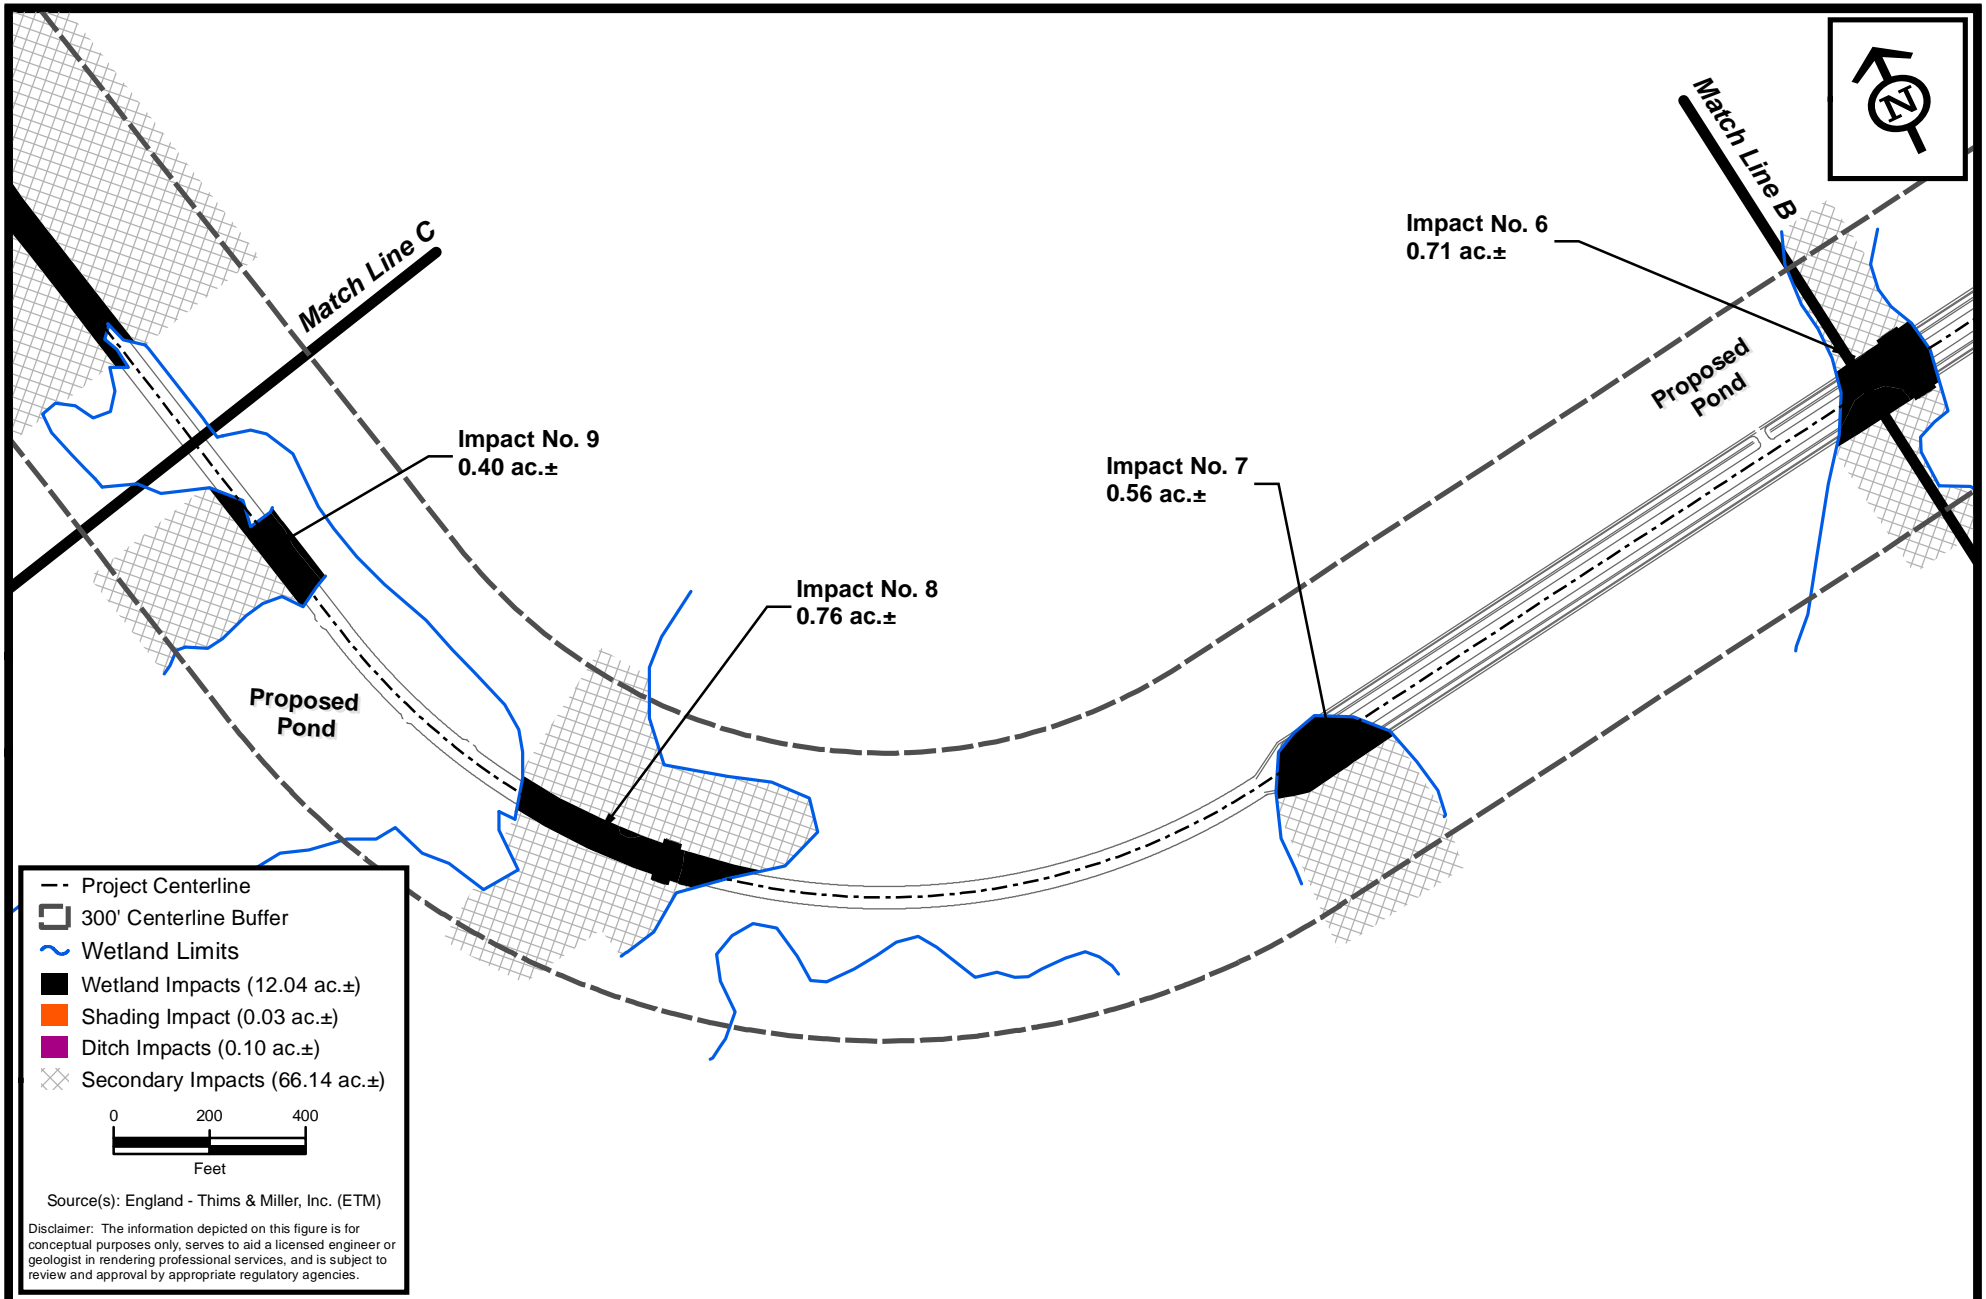 N
Match Line B
Impact No. 6
0.71 ac.±
Match Line C
Proposed
Pond
Impact No. 9
0.40 ac.±
Impact No. 7
0.56 ac.±
Impact No. 8
0.76 ac.±
Proposed
Pond
Project Centerline
300' Centerline Buffer
Wetland Limits
Wetland Impacts (12.04 ac.±)
Shading Impact (0.03 ac.±)
Ditch Impacts (0.10 ac.±)
Secondary Impacts (66.14 ac.±)
0 200 400
Feet
Source(s): England - Thims & Miller, Inc. (ETM)
Disclaimer: The information depicted on this figure is for
conceptual purposes only, serves to aid a licensed engineer or
geologist in rendering professional services, and is subject to
review and approval by appropriate regulatory agencies.